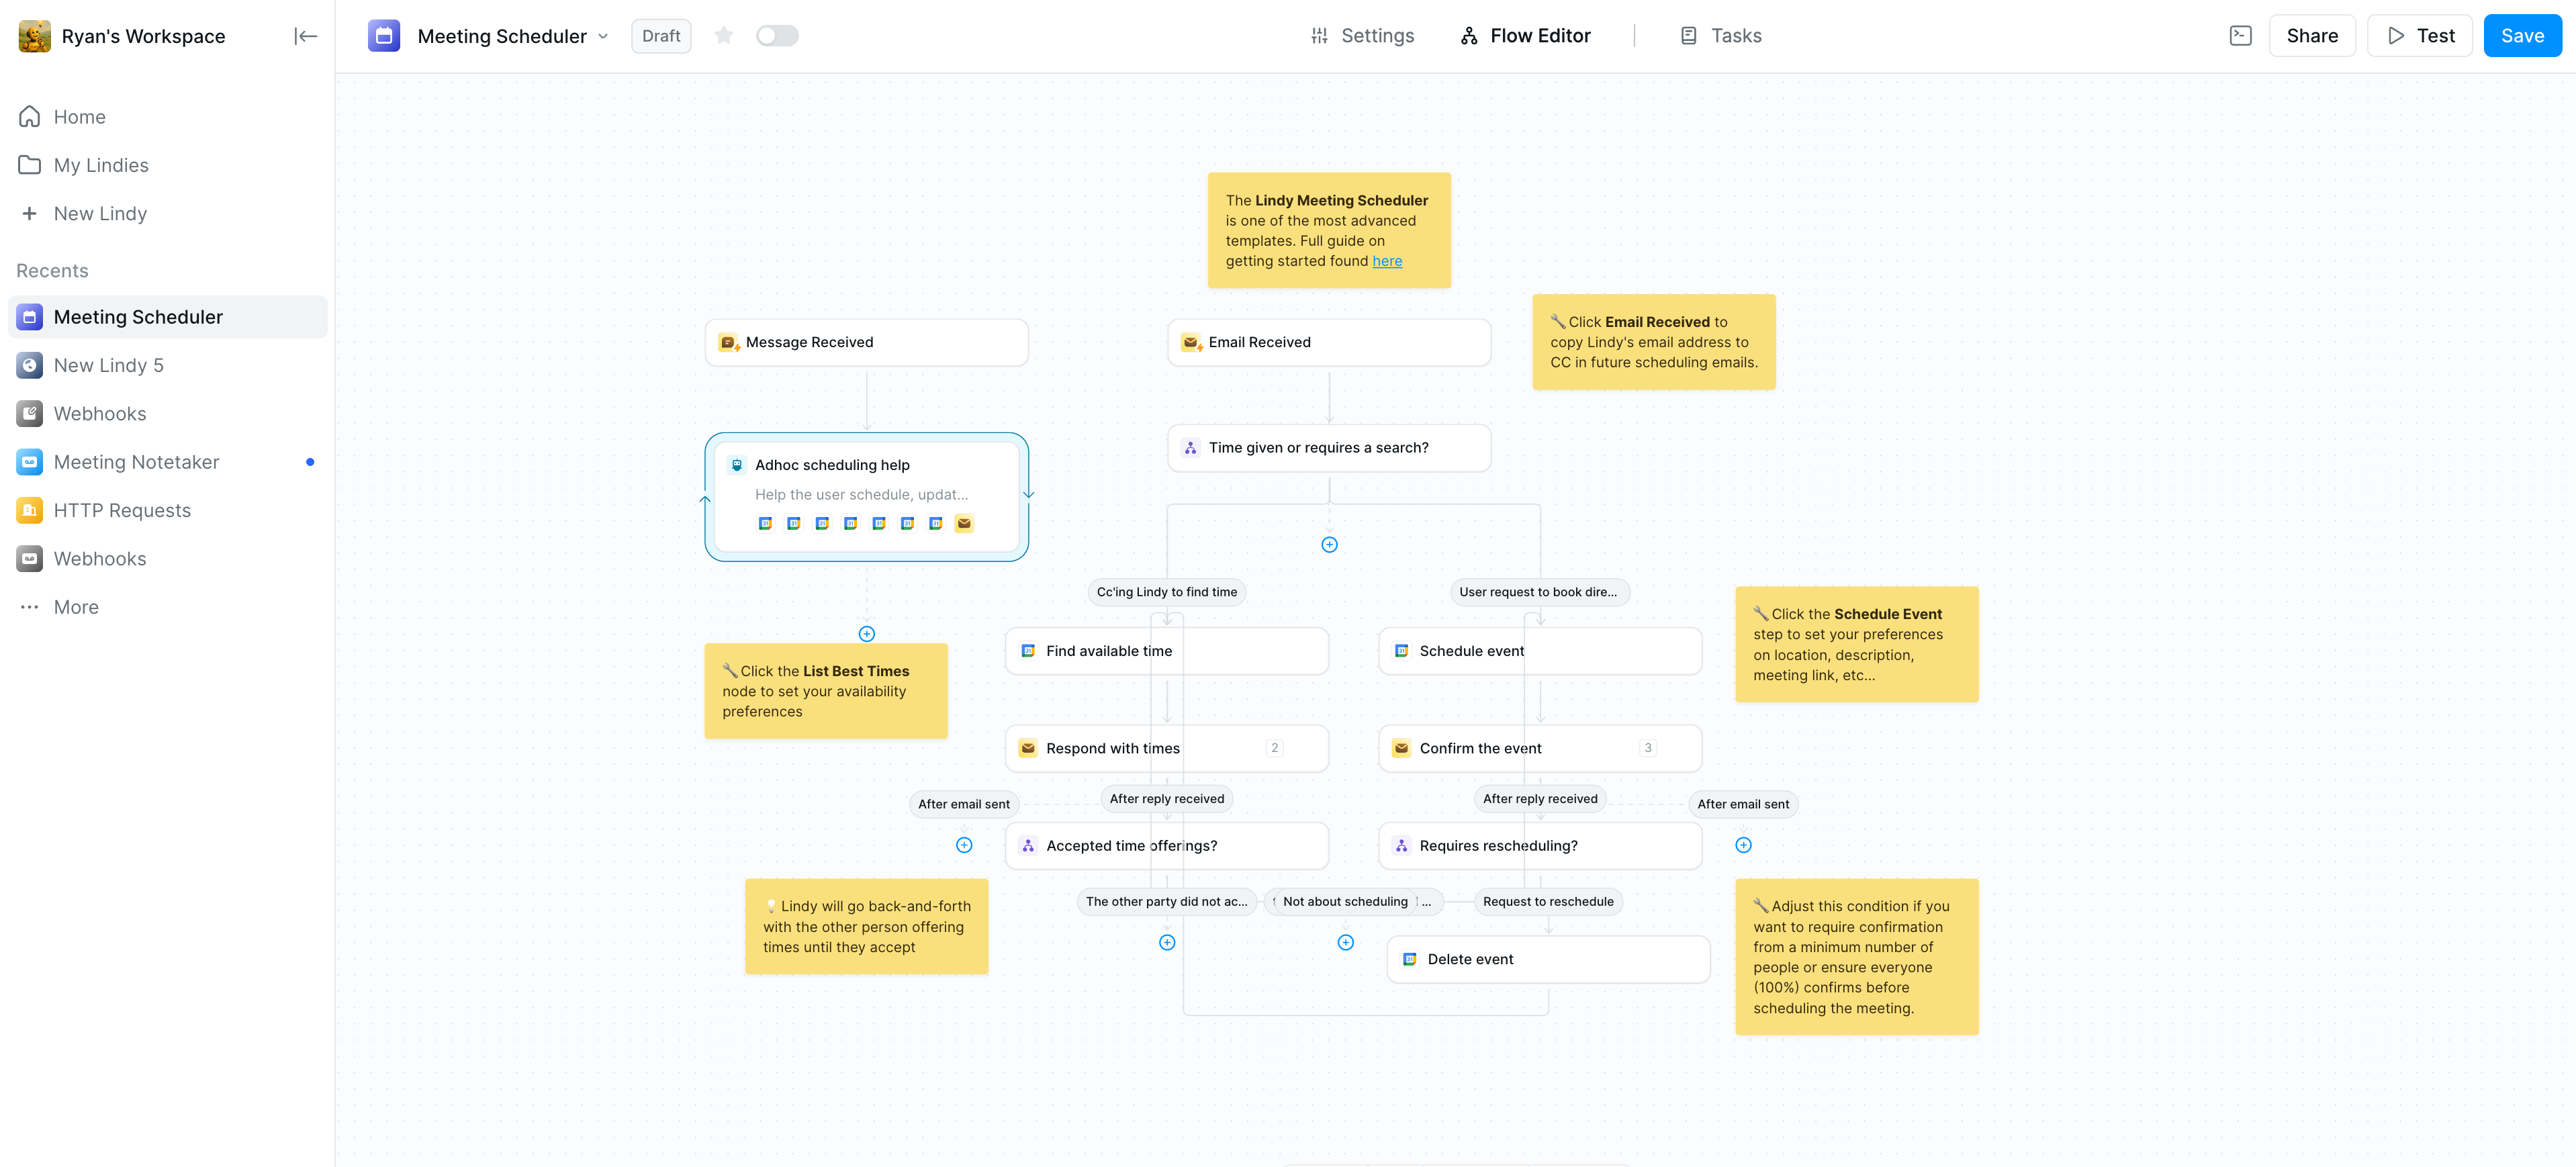 Ryan's Workspace
Home
My Lindies
New Lindy
Recents
Meeting Scheduler
New Lindy 5
Webhooks
Meeting Notetaker
HTTP Requests
Webhooks
More
Meeting Scheduler
Draft
Settings
Flow Editor
Tasks
Share
Test
Save
The Lindy Meeting Scheduler
is one of the most advanced
templates. Full guide on
getting started found here
Message Received
Email Received
🔧Click Email Received to
copy Lindy's email address to
CC in future scheduling emails.
Time given or requires a search?
Adhoc scheduling help
Help the user schedule, updat...
Cc'ing Lindy to find time
User request to book dire...
🔧Click the Schedule Event
step to set your preferences
on location, description,
meeting link, etc...
Find available time
Schedule event
🔧Click the List Best Times
node to set your availability
preferences
Respond with times
2
Confirm the event
3
After email sent
After reply received
After reply received
After email sent
Accepted time offerings?
Requires rescheduling?
The other party did not ac...
Not about scheduling
...
Request to reschedule
💡Lindy will go back-and-forth
with the other person offering
times until they accept
Delete event
🔧Adjust this condition if you
want to require confirmation
from a minimum number of
people or ensure everyone
(100%) confirms before
scheduling the meeting.